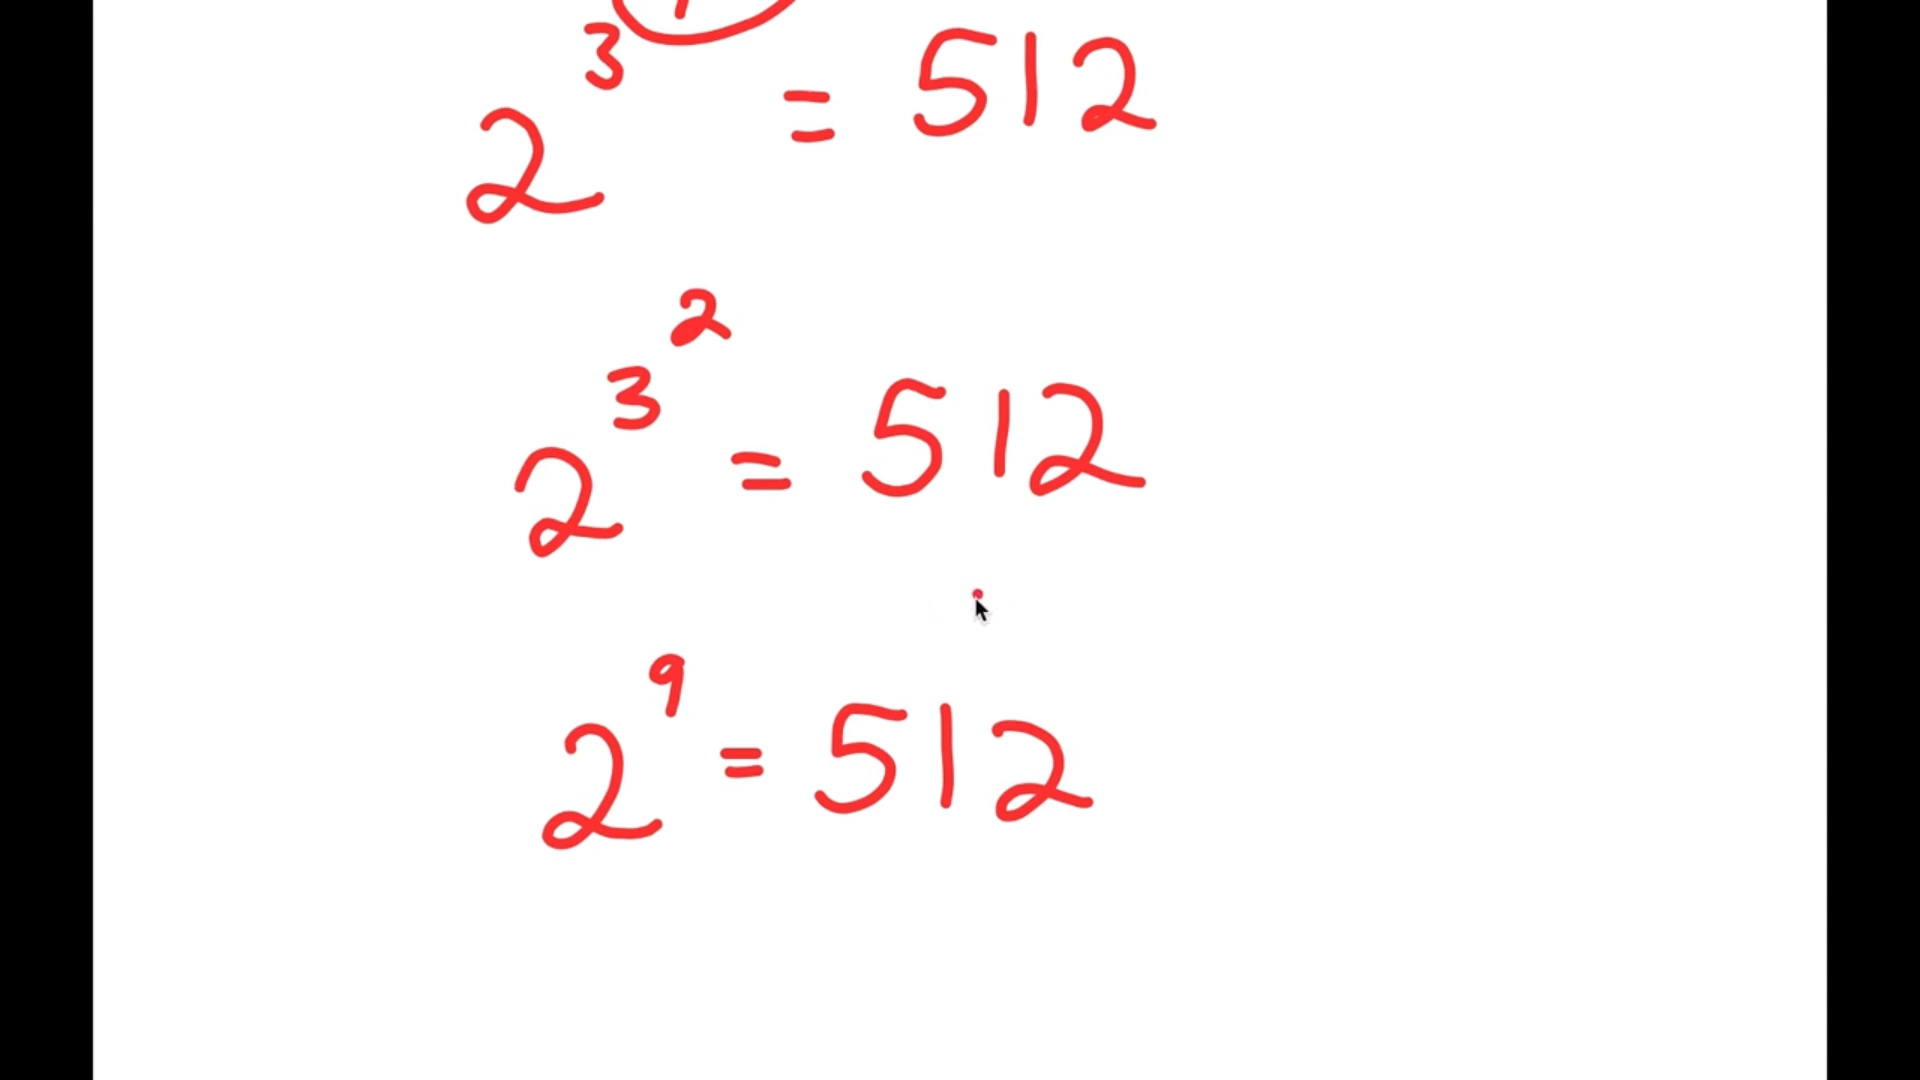 2^3 = 512
2^3^2 = 512
2^9 = 512